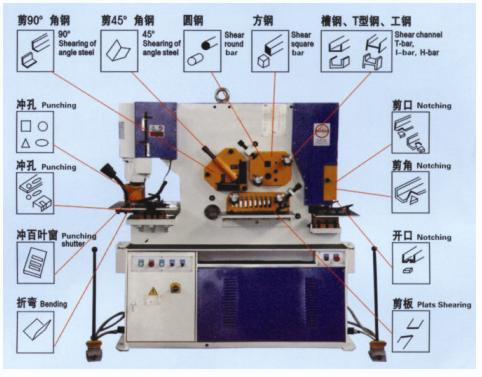 剪90° 角钢
90°
Shearing of
angle steel
剪45° 角钢
45°
Shearing of
angle steel
圆钢
Shear
round
bar
方钢
Shear
square
bar
槽钢、T型钢、工钢
Shear channel
T-bar,
I-bar, H-bar
冲孔 Punching
冲孔 Punching
冲百叶窗 Punching
shutter
折弯 Bending
剪口 Notching
剪角 Notching
开口 Notching
剪板 Plats Shearing